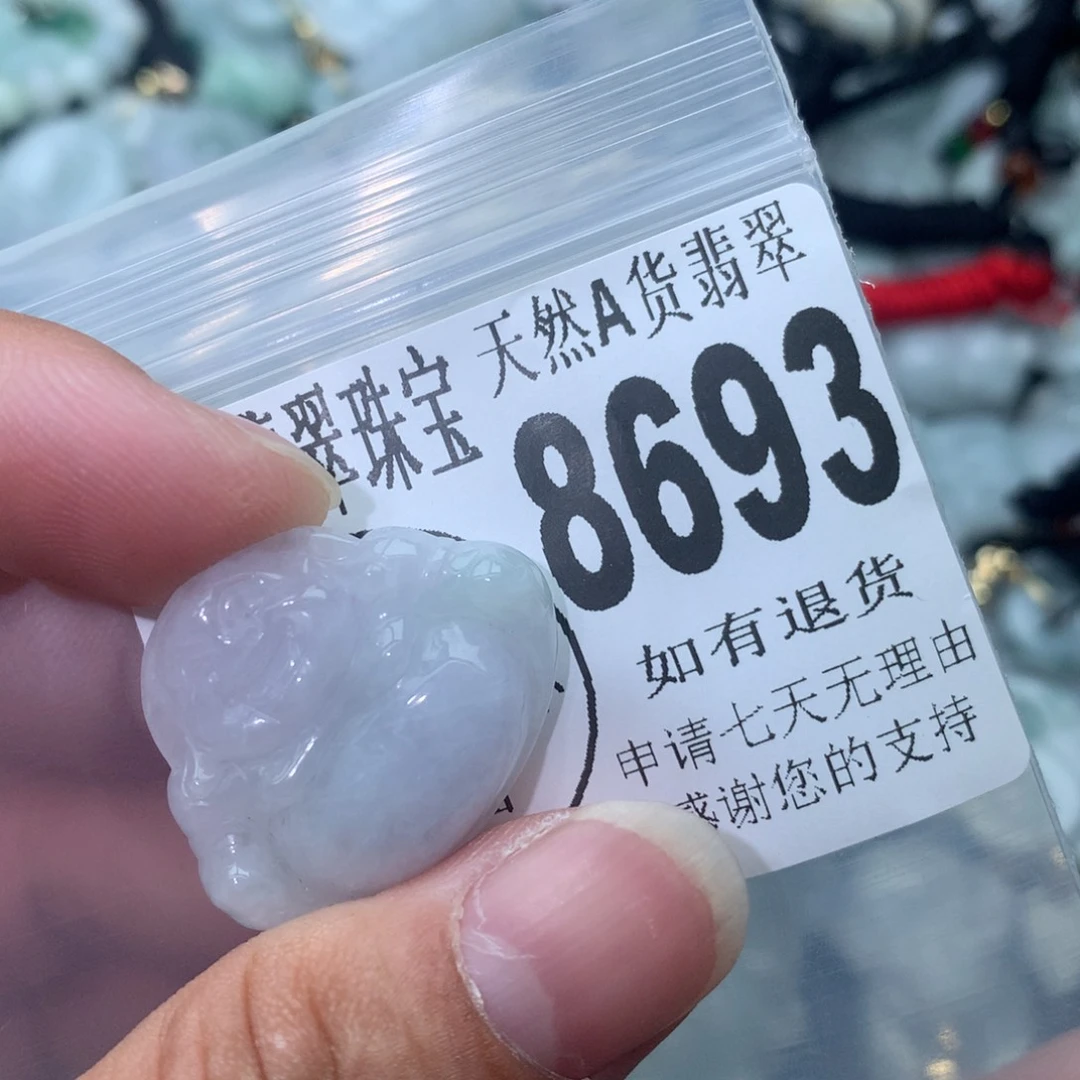 天然A货翡翠
翠珠宝
8693
如有退货
申请七天无理由
感谢您的支持